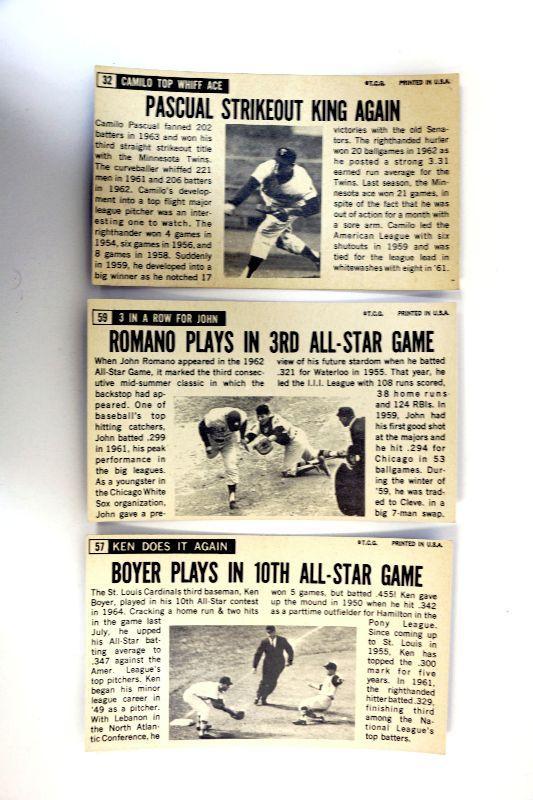 32 CAMILO TOP WHIFF ACE ©T.C.G. PRINTED IN U.S.A.
PASCUAL STRIKEOUT KING AGAIN
Camilo Pascual fanned 202
batters in 1963 and won his
third straight strikeout title
with the Minnesota Twins.
The curveballer whiffed 221
men in 1961 and 206 batters
in 1962. Camilo's develop-
ment into a top flight major
league pitcher was an inter-
esting one to watch. The
righthander won 4 games in
1954, six games in 1956, and
8 games in 1958. Suddenly
in 1959, he developed into a
big winner as he notched 17
victories with the old Sena-
tors. The righthanded hurler
won 20 ballgames in 1962 as
he posted a strong 3.31
earned run average for the
Twins. Last season, the Min-
nesota ace won 21 games, in
spite of the fact that he was
out of action for a month with
a sore arm. Camilo led the
American League with six
shutouts in 1959 and was
tied for the league lead in
whitewashes with eight in '61.
59 3 IN A ROW FOR JOHN ©T.C.G. PRINTED IN U.S.A.
ROMANO PLAYS IN 3RD ALL-STAR GAME
When John Romano appeared in the 1962
All-Star Game, it marked the third consec-
utive mid-summer classic in which the
backstop had ap-
peared. One of
baseball's top
hitting catchers,
John batted .299
in 1961, his peak
performance in
the big leagues.
As a youngster in
the Chicago White
Sox organization,
John gave a pre-
view of his future stardom when he batted
.321 for Waterloo in 1955. That year, he
led the I.I.I. League with 108 runs scored,
38 home runs
and 124 RBIs. In
1959, John had
his first good shot
at the majors and
he hit .294 for
Chicago in 53
ballgames. Dur-
ing the winter of
'59, he was trad-
ed to Cleve. in a
big 7-man swap.
57 KEN DOES IT AGAIN ©T.C.G. PRINTED IN U.S.A.
BOYER PLAYS IN 10TH ALL-STAR GAME
The St. Louis Cardinals third baseman, Ken
Boyer, played in his 10th All-Star contest
in 1964. Cracking a home run & two hits
in the game last
July, he upped
his All-Star bat-
ting average to
.347 against the
Amer. League's
top pitchers. Ken
began his minor
league career in
'49 as a pitcher.
With Lebanon in
the North Atlan-
tic Conference, he
won 5 games, but batted .455! Ken gave
up the mound in 1950 when he hit .342
as a parttime outfielder for Hamilton in the
Pony League.
Since coming up
to St. Louis in
1955, Ken has
topped the .300
mark for five
years. In 1961,
the righthanded
hitter batted .329,
finishing third
among the Na-
tional League's
top batters.